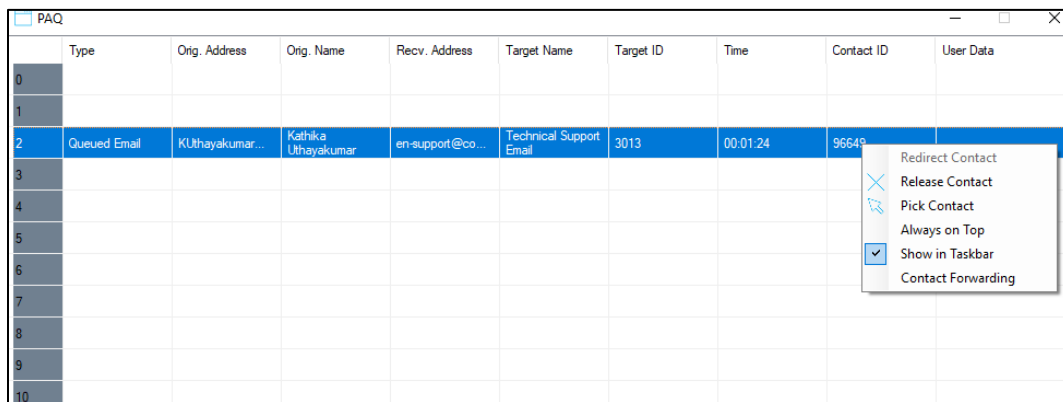 PAQ
Type Orig. Address Orig. Name Recv. Address Target Name Target ID Time Contact ID User Data
0
1
2 Queued Email KUthayakumar... Kathika Uthayakumar en-support@co... Technical Support Email 3013 00:01:24 96649
Redirect Contact
3
Release Contact
4
Pick Contact
5
Always on Top
Show in Taskbar
6
Contact Forwarding
7
8
9
10